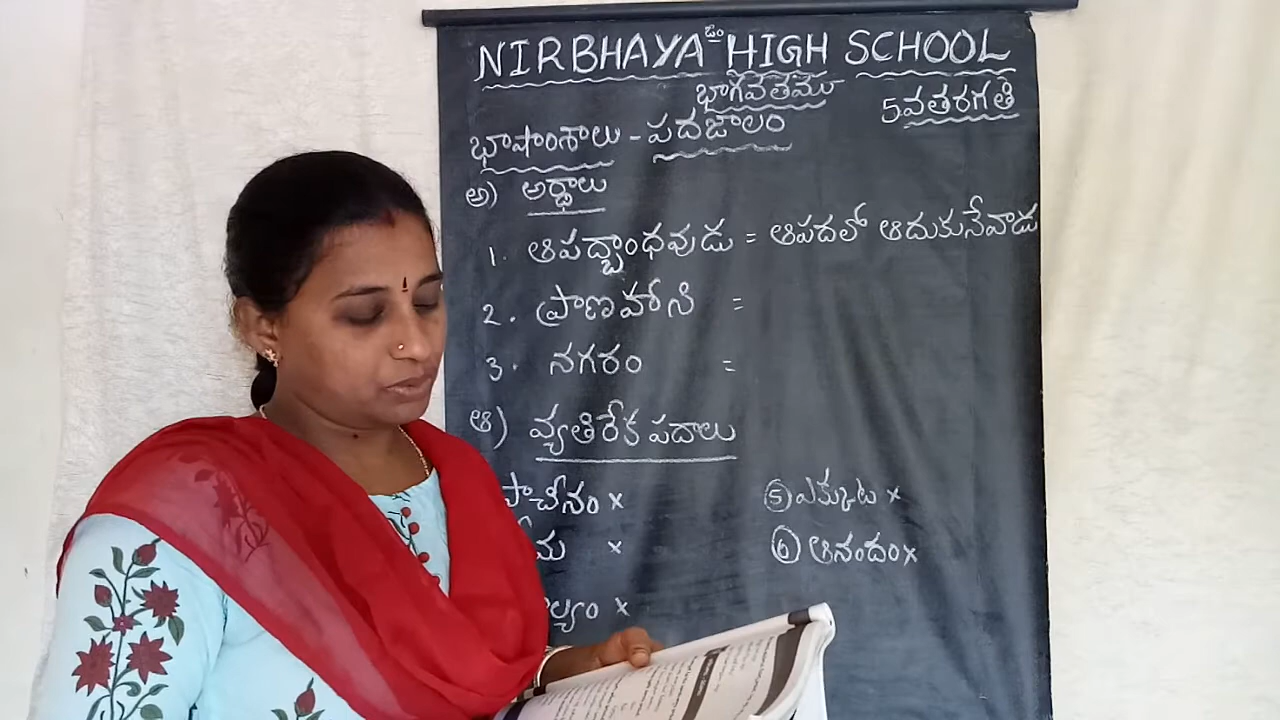 NIRBHAYA HIGH SCHOOL
భాగవతము
5వతరగతి
భాషాంశాలు - పదజాలం
అ) అర్థాలు
1. ఆపద్బాంధవుడు = ఆపదలో ఆదుకునేవాడు
2. ప్రాణహాని =
3. నగరం =
ఆ) వ్యతిరేక పదాలు
ప్రాచీనం × ⑤ ఎక్కువ ×
× ⑥ ఆనందం ×
ల్యం ×